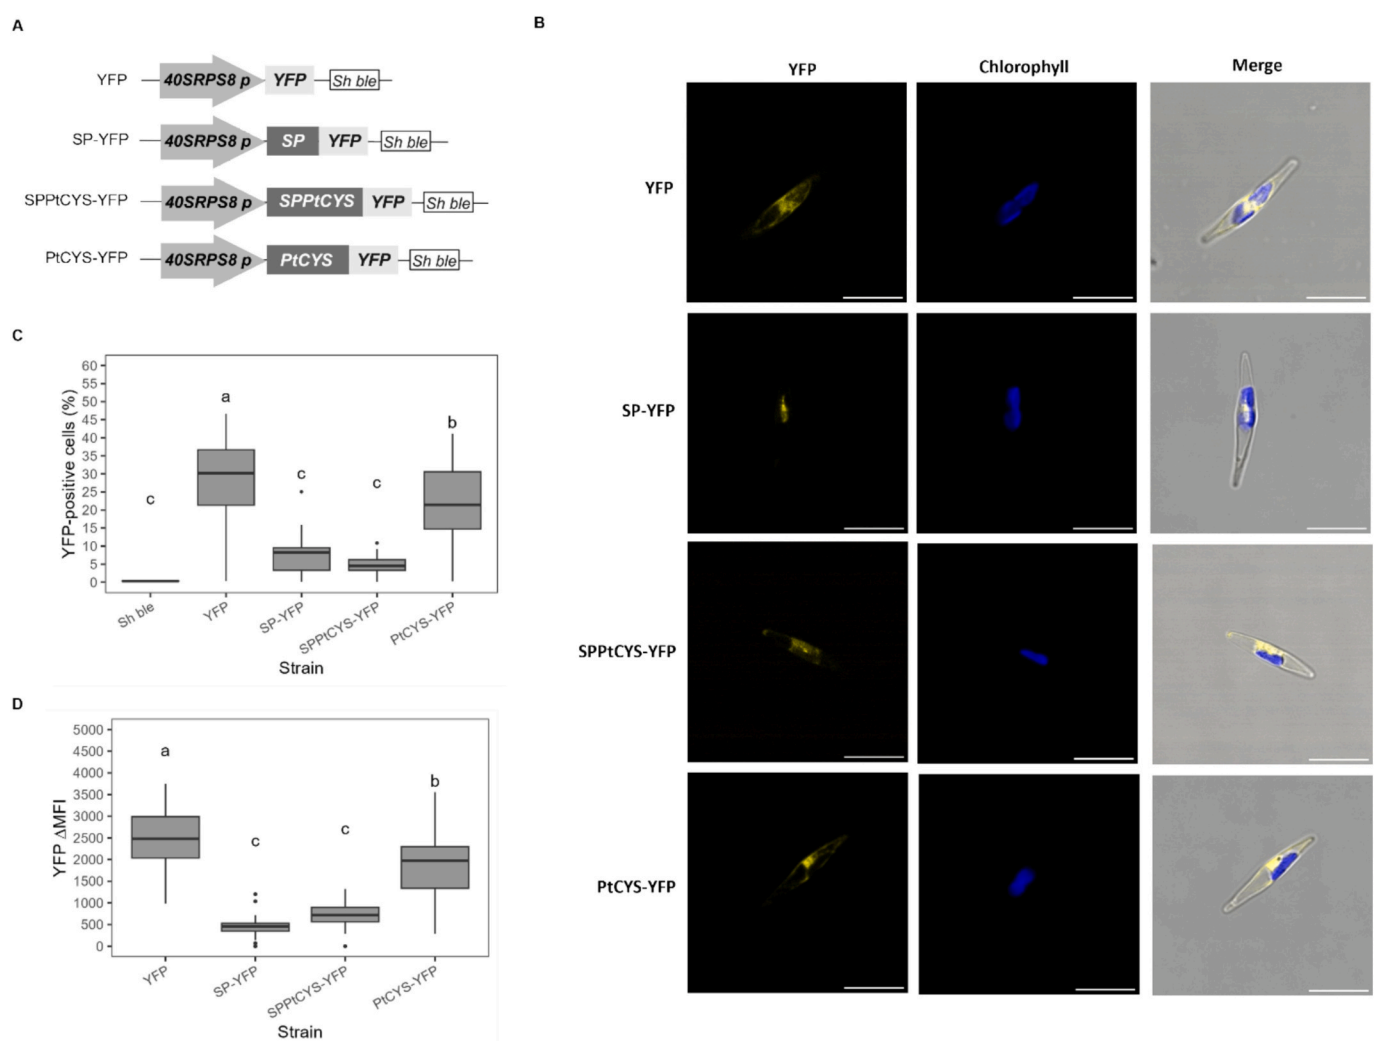 A
YFP 40SRPS8 p YFP Sh ble
SP-YFP 40SRPS8 p SP YFP Sh ble
SPPtCYS-YFP 40SRPS8 p SPPtCYS YFP Sh ble
PtCYS-YFP 40SRPS8 p PtCYS YFP Sh ble
B
YFP Chlorophyll Merge
YFP
SP-YFP
SPPtCYS-YFP
PtCYS-YFP
C
YFP-positive cells (%)
60
55
50
45
40
35
30
25
20
15
10
5
0
c a c c b
Sh ble YFP SP-YFP SPPtCYS-YFP PtCYS-YFP
Strain
D
YFP ΔMFI
5000
4500
4000
3500
3000
2500
2000
1500
1000
500
0
a c c b
YFP SP-YFP SPPtCYS-YFP PtCYS-YFP
Strain